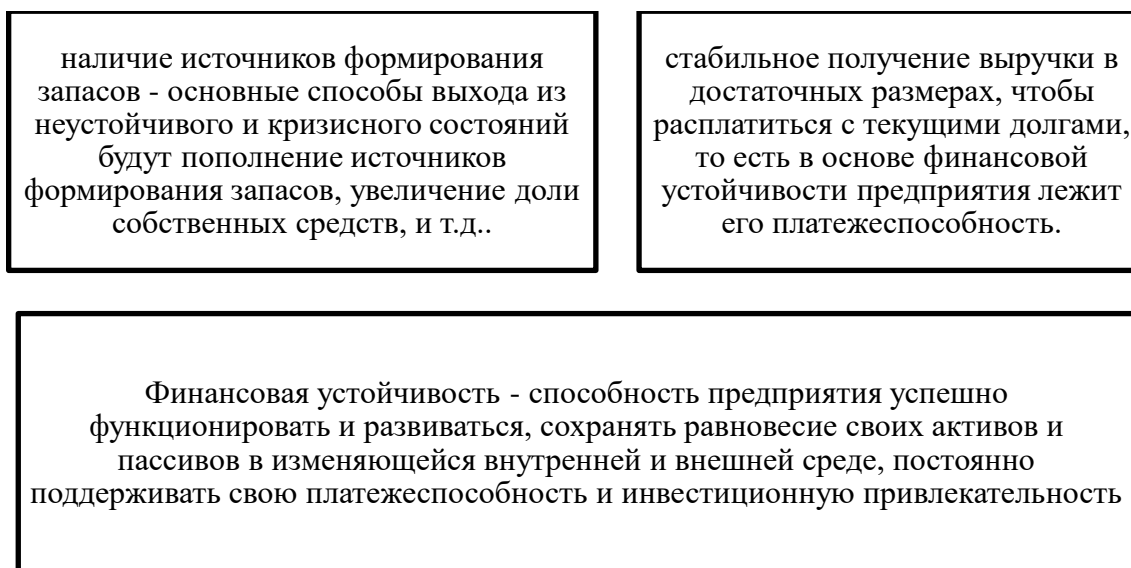 наличие источников формирования
запасов - основные способы выхода из
неустойчивого и кризисного состояний
будут пополнение источников
формирования запасов, увеличение доли
собственных средств, и т.д..
стабильное получение выручки в
достаточных размерах, чтобы
расплатиться с текущими долгами,
то есть в основе финансовой
устойчивости предприятия лежит
его платежеспособность.
Финансовая устойчивость - способность предприятия успешно
функционировать и развиваться, сохранять равновесие своих активов и
пассивов в изменяющейся внутренней и внешней среде, постоянно
поддерживать свою платежеспособность и инвестиционную привлекательность